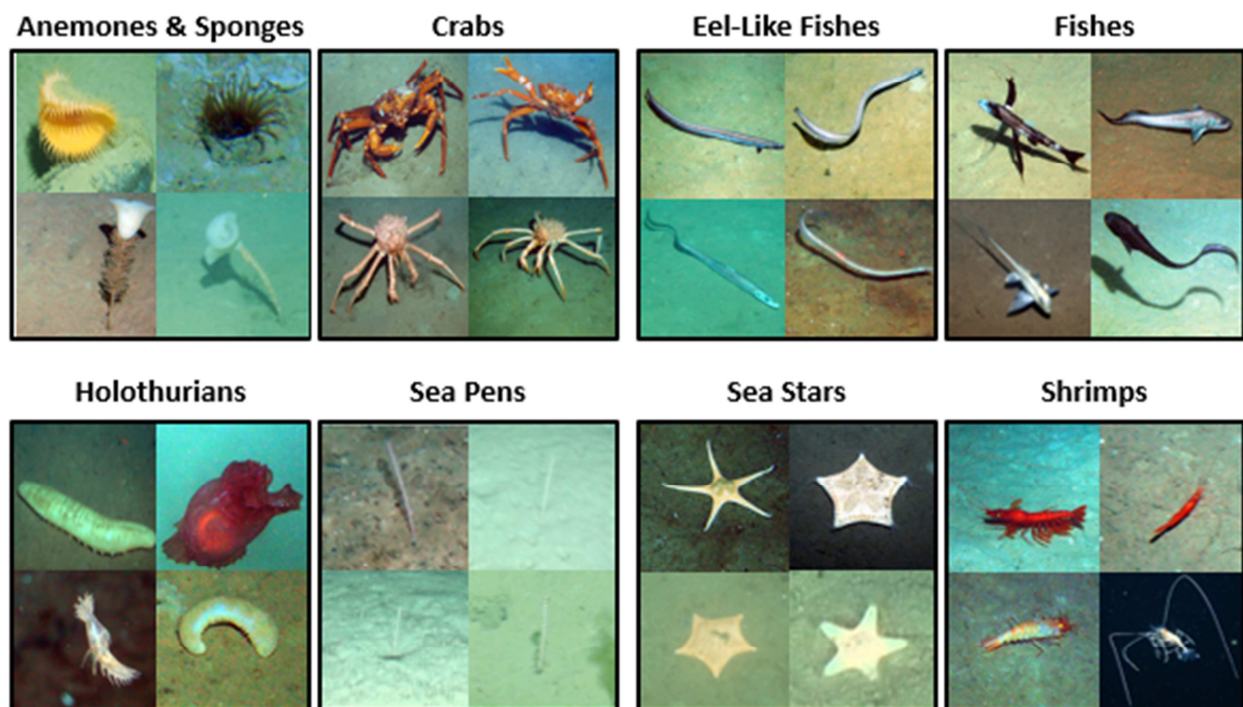 Anemones & Sponges
Crabs
Eel-Like Fishes
Fishes
Holothurians
Sea Pens
Sea Stars
Shrimps